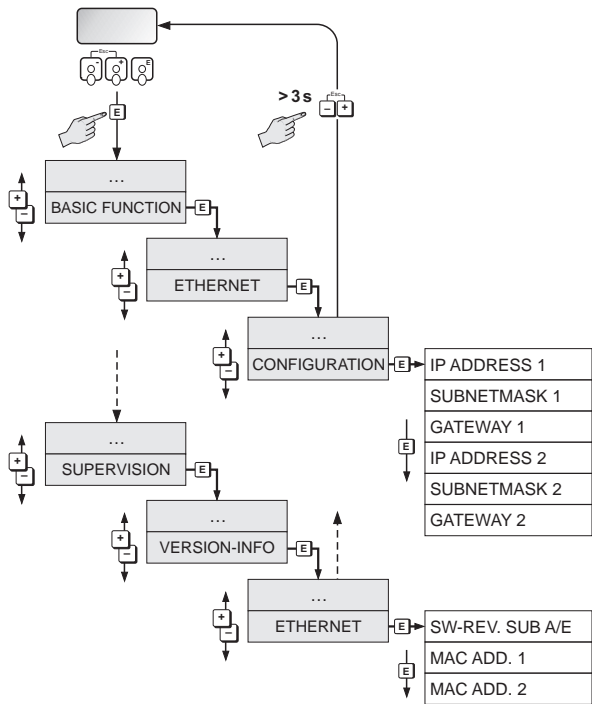 Esc
- + E
E
> 3 s
Esc
- +
…
BASIC FUNCTION
E
+
-
…
ETHERNET
E
+
-
…
CONFIGURATION
E
+
-
IP ADDRESS 1
SUBNETMASK 1
GATEWAY 1
IP ADDRESS 2
SUBNETMASK 2
GATEWAY 2
E
…
SUPERVISION
E
+
-
…
VERSION-INFO
E
+
-
…
ETHERNET
E
+
-
SW-REV. SUB A/E
MAC ADD. 1
MAC ADD. 2
E